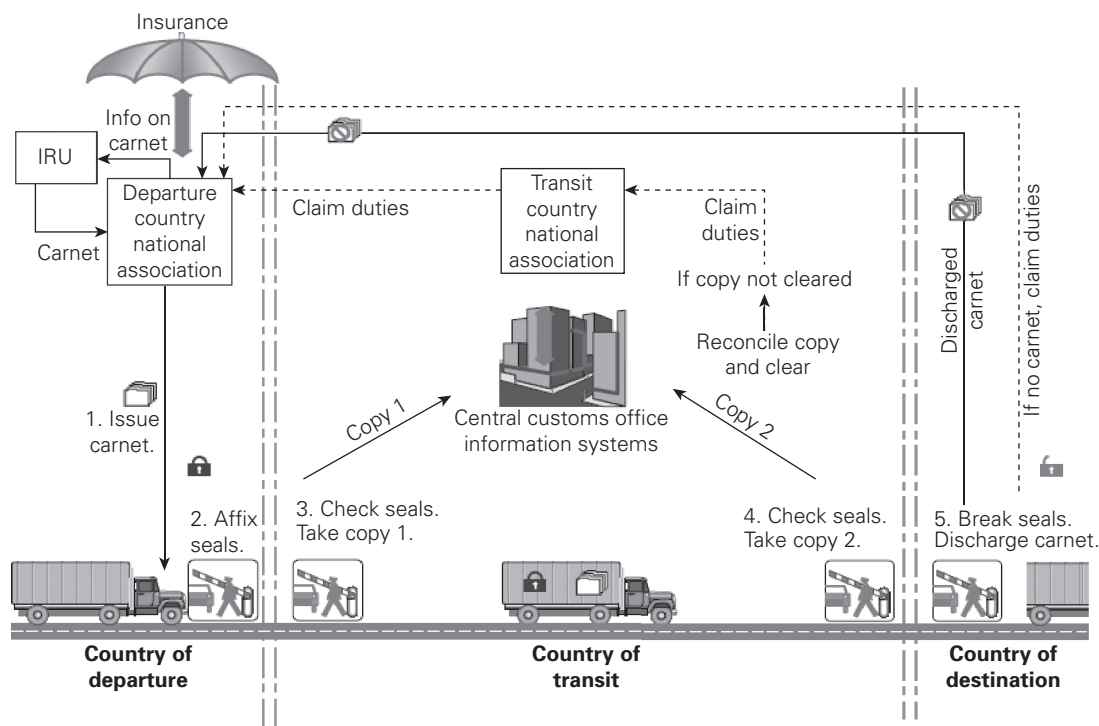 Insurance
Info on
carnet
IRU
Carnet
Departure
country
national
association
Claim duties
Transit
country
national
association
Claim
duties
If copy not cleared
Reconcile copy
and clear
Discharged
carnet
If no carnet, claim duties
1. Issue
carnet.
Copy 1
Central customs office
information systems
Copy 2
2. Affix
seals.
3. Check seals.
Take copy 1.
4. Check seals.
Take copy 2.
5. Break seals.
Discharge carnet.
Country of
departure
Country of
transit
Country of
destination